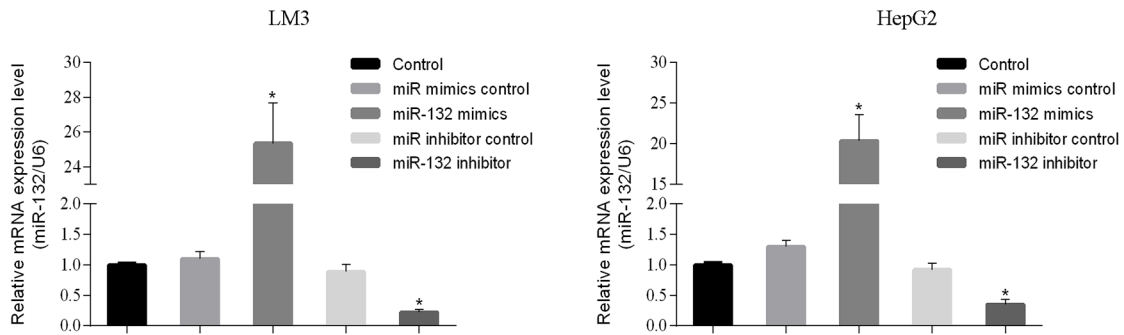 LM3
Relative mRNA expression level
(miR-132/U6)
30
28
26
24
2.0
1.5
1.0
0.5
0.0
*
*
Control
miR mimics control
miR-132 mimics
miR inhibitor control
miR-132 inhibitor
HepG2
Relative mRNA expression level
(miR-132/U6)
30
25
20
15
2.0
1.5
1.0
0.5
0.0
*
*
Control
miR mimics control
miR-132 mimics
miR inhibitor control
miR-132 inhibitor